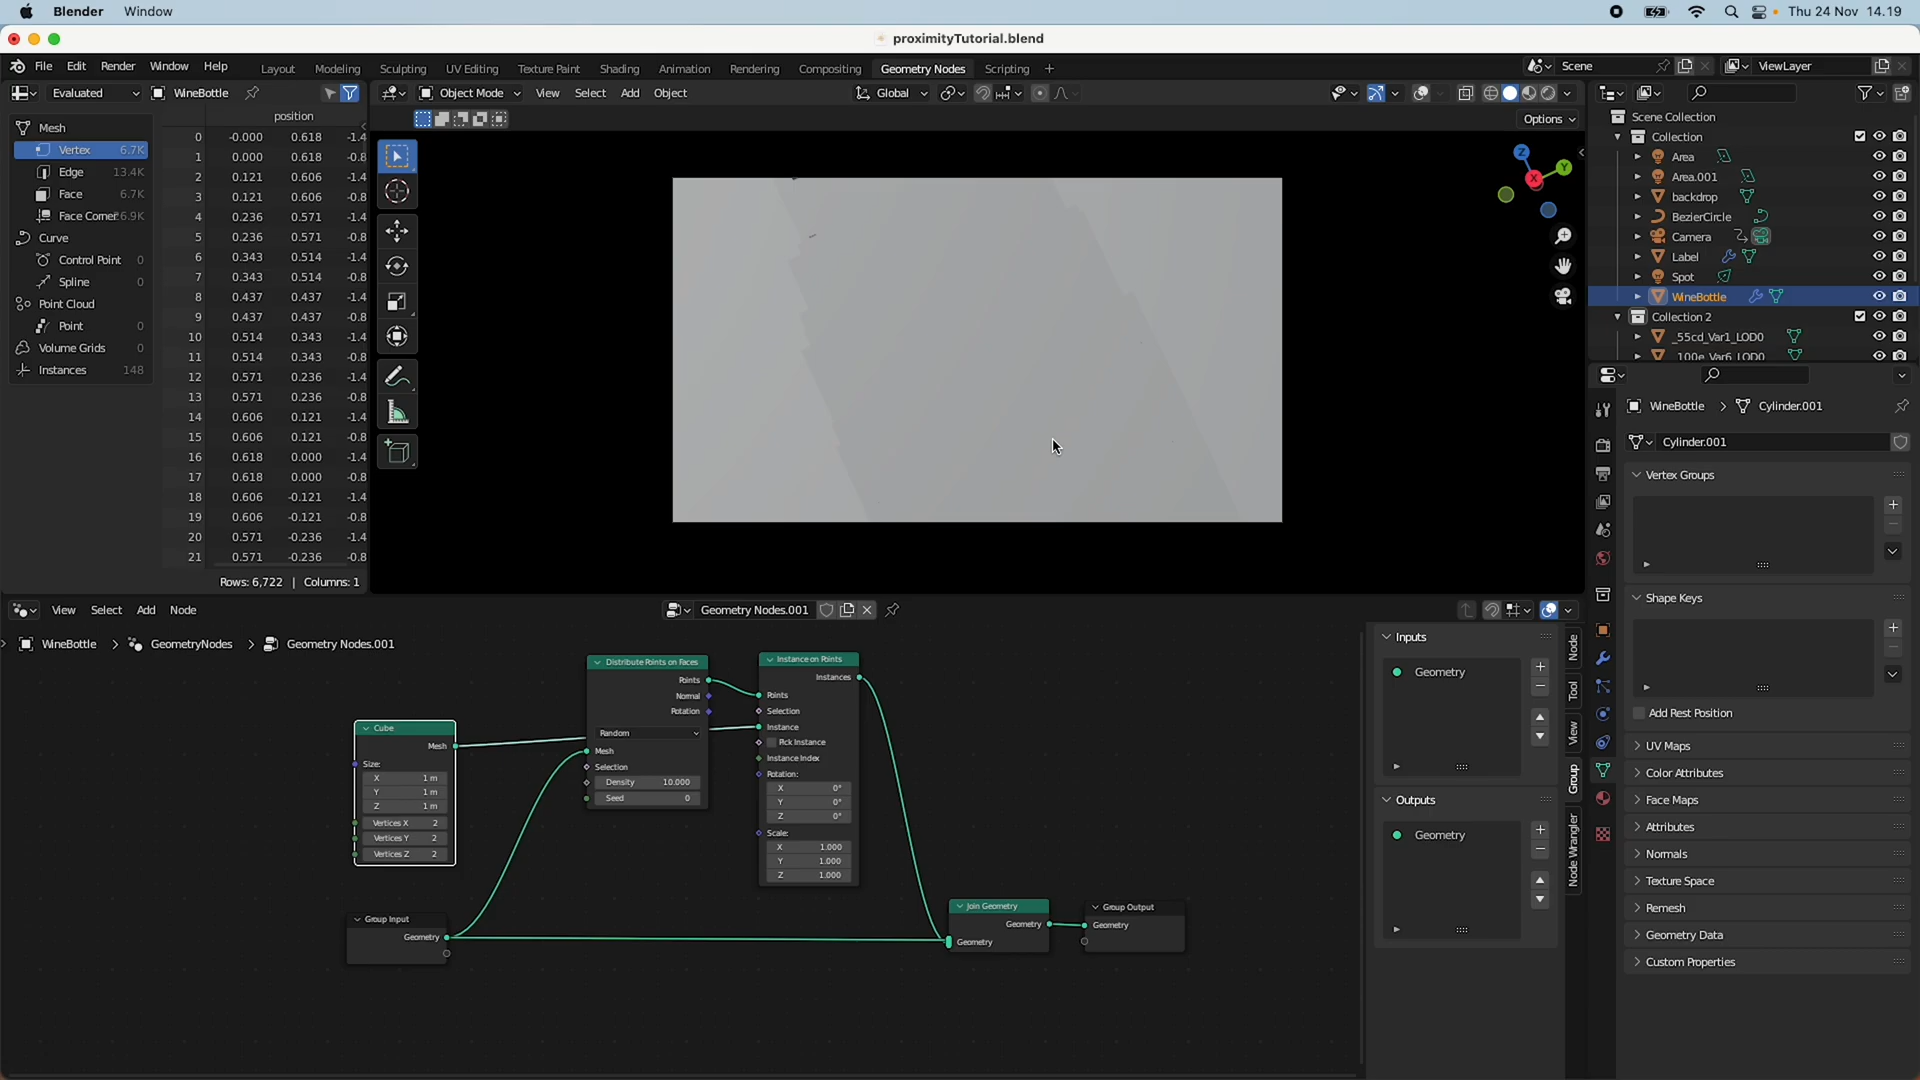 Blender Window Thu 24 Nov 14.19
proximityTutorial.blend
File Edit Render Window Help Layout Modeling Sculpting UV Editing Texture Paint Shading Animation Rendering Compositing Geometry Nodes Scripting + Scene ViewLayer
Evaluated WineBottle Object Mode View Select Add Object Global
Options
position
Mesh
Vertex 6.7K
Edge 13.4K
Face 6.7K
Face Corner 26.9K
Curve
Control Point 0
Spline 0
Point Cloud
Point 0
Volume Grids 0
Instances 148
0 -0.000 0.618 -1.4
1 0.000 0.618 -0.8
2 0.121 0.606 -1.4
3 0.121 0.606 -0.8
4 0.236 0.571 -1.4
5 0.236 0.571 -0.8
6 0.343 0.514 -1.4
7 0.343 0.514 -0.8
8 0.437 0.437 -1.4
9 0.437 0.437 -0.8
10 0.514 0.343 -1.4
11 0.514 0.343 -0.8
12 0.571 0.236 -1.4
13 0.571 0.236 -0.8
14 0.606 0.121 -1.4
15 0.606 0.121 -0.8
16 0.618 0.000 -1.4
17 0.618 0.000 -0.8
18 0.606 -0.121 -1.4
19 0.606 -0.121 -0.8
20 0.571 -0.236 -1.4
21 0.571 -0.236 -0.8
Rows: 6,722 | Columns: 1
Z
Y
X
Scene Collection
Collection
Area
Area.001
backdrop
BezierCircle
Camera
Label
Spot
WineBottle
Collection 2
_55cd_Var1_LOD0
_100e_Var6_LOD0
WineBottle > Cylinder.001
Cylinder.001
Vertex Groups
Shape Keys
Add Rest Position
UV Maps
Color Attributes
Face Maps
Attributes
Normals
Texture Space
Remesh
Geometry Data
Custom Properties
View Select Add Node Geometry Nodes.001
WineBottle > GeometryNodes > Geometry Nodes.001
Cube
Mesh
Size:
X 1 m
Y 1 m
Z 1 m
Vertices X 2
Vertices Y 2
Vertices Z 2
Group Input
Geometry
Distribute Points on Faces
Points
Normal
Rotation
Random
Mesh
Selection
Density 10.000
Seed 0
Instance on Points
Instances
Points
Selection
Instance
Pick Instance
Instance Index
Rotation:
X 0°
Y 0°
Z 0°
Scale:
X 1.000
Y 1.000
Z 1.000
Join Geometry
Geometry
Geometry
Group Output
Geometry
Inputs
Geometry
Outputs
Geometry
Node
Tool
View
Group
Node Wrangler